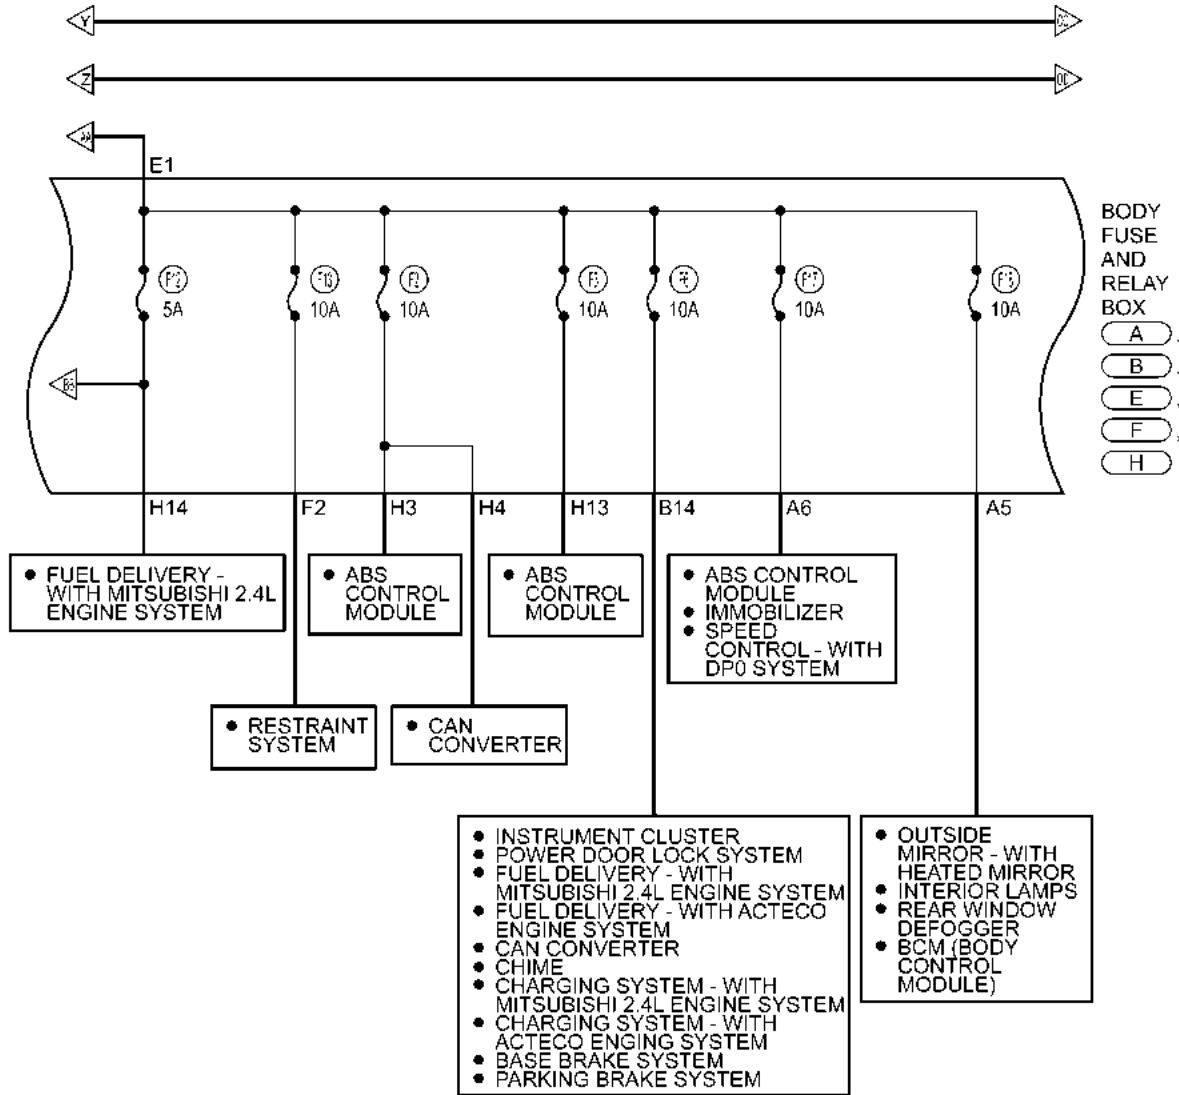 Y
Z
E1
BODY
FUSE
AND
RELAY
BOX
A ,
B ,
E ,
F ,
H
F12
5A
F13
10A
F2
10A
10A
10A
F17
10A
10A
H14
F2
H3
H4
H13
B14
A6
A5
● FUEL DELIVERY -
WITH MITSUBISHI 2.4L
ENGINE SYSTEM
● ABS
CONTROL
MODULE
● ABS
CONTROL
MODULE
● ABS CONTROL
MODULE
● IMMOBILIZER
● SPEED
CONTROL - WITH
DP0 SYSTEM
● RESTRAINT
SYSTEM
● CAN
CONVERTER
● INSTRUMENT CLUSTER
● POWER DOOR LOCK SYSTEM
● FUEL DELIVERY - WITH
MITSUBISHI 2.4L ENGINE SYSTEM
● FUEL DELIVERY - WITH ACTECO
ENGINE SYSTEM
● CAN CONVERTER
● CHIME
● CHARGING SYSTEM - WITH
MITSUBISHI 2.4L ENGINE SYSTEM
● CHARGING SYSTEM - WITH
ACTECO ENGING SYSTEM
● BASE BRAKE SYSTEM
● PARKING BRAKE SYSTEM
● OUTSIDE
MIRROR - WITH
HEATED MIRROR
● INTERIOR LAMPS
● REAR WINDOW
DEFOGGER
● BCM (BODY
CONTROL
MODULE)